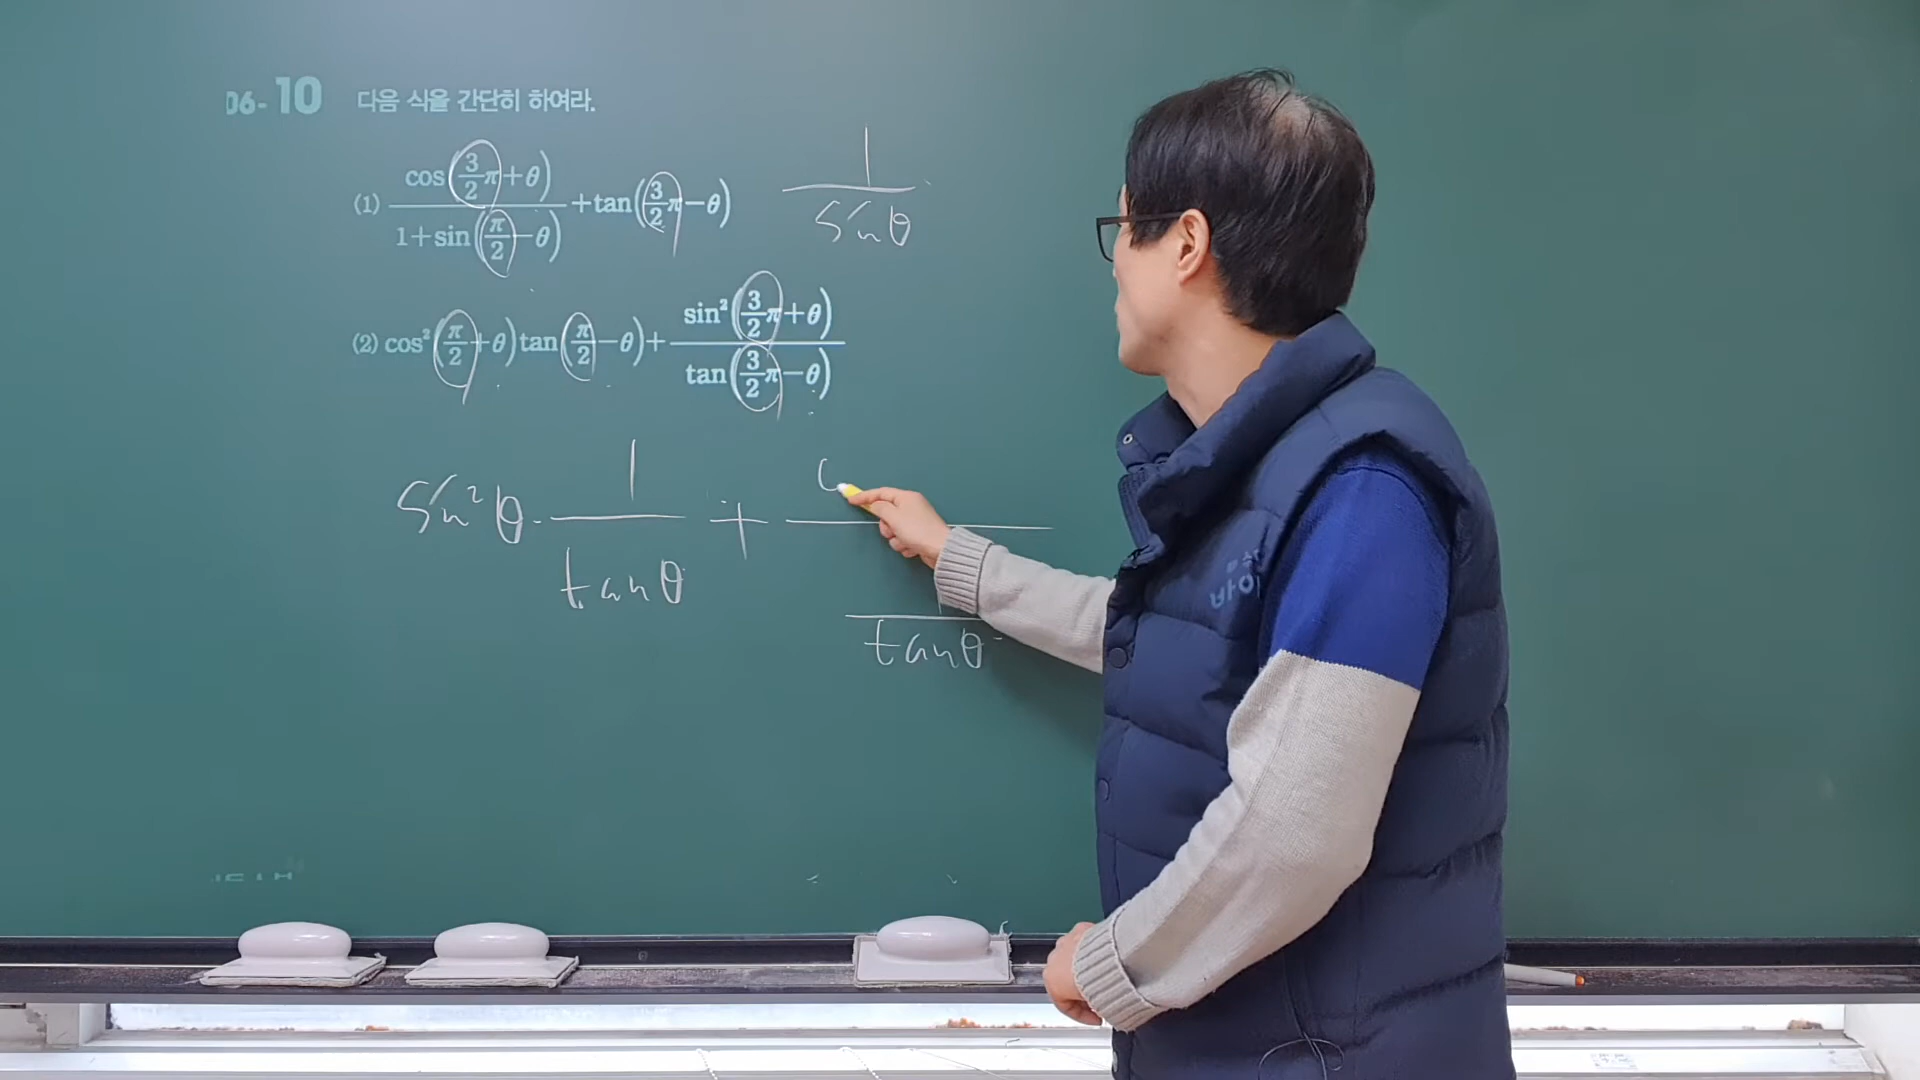 06-10 다음 식을 간단히 하여라.
(1) cos(3/2π+θ) / 1+sin(π/2−θ) +tan(3/2π−θ)
1/sinθ
(2) cos²(π/2+θ)tan(π/2−θ)+ sin²(3/2π+θ) / tan(3/2π−θ)
sin²θ · 1/tanθ + c
tanθ